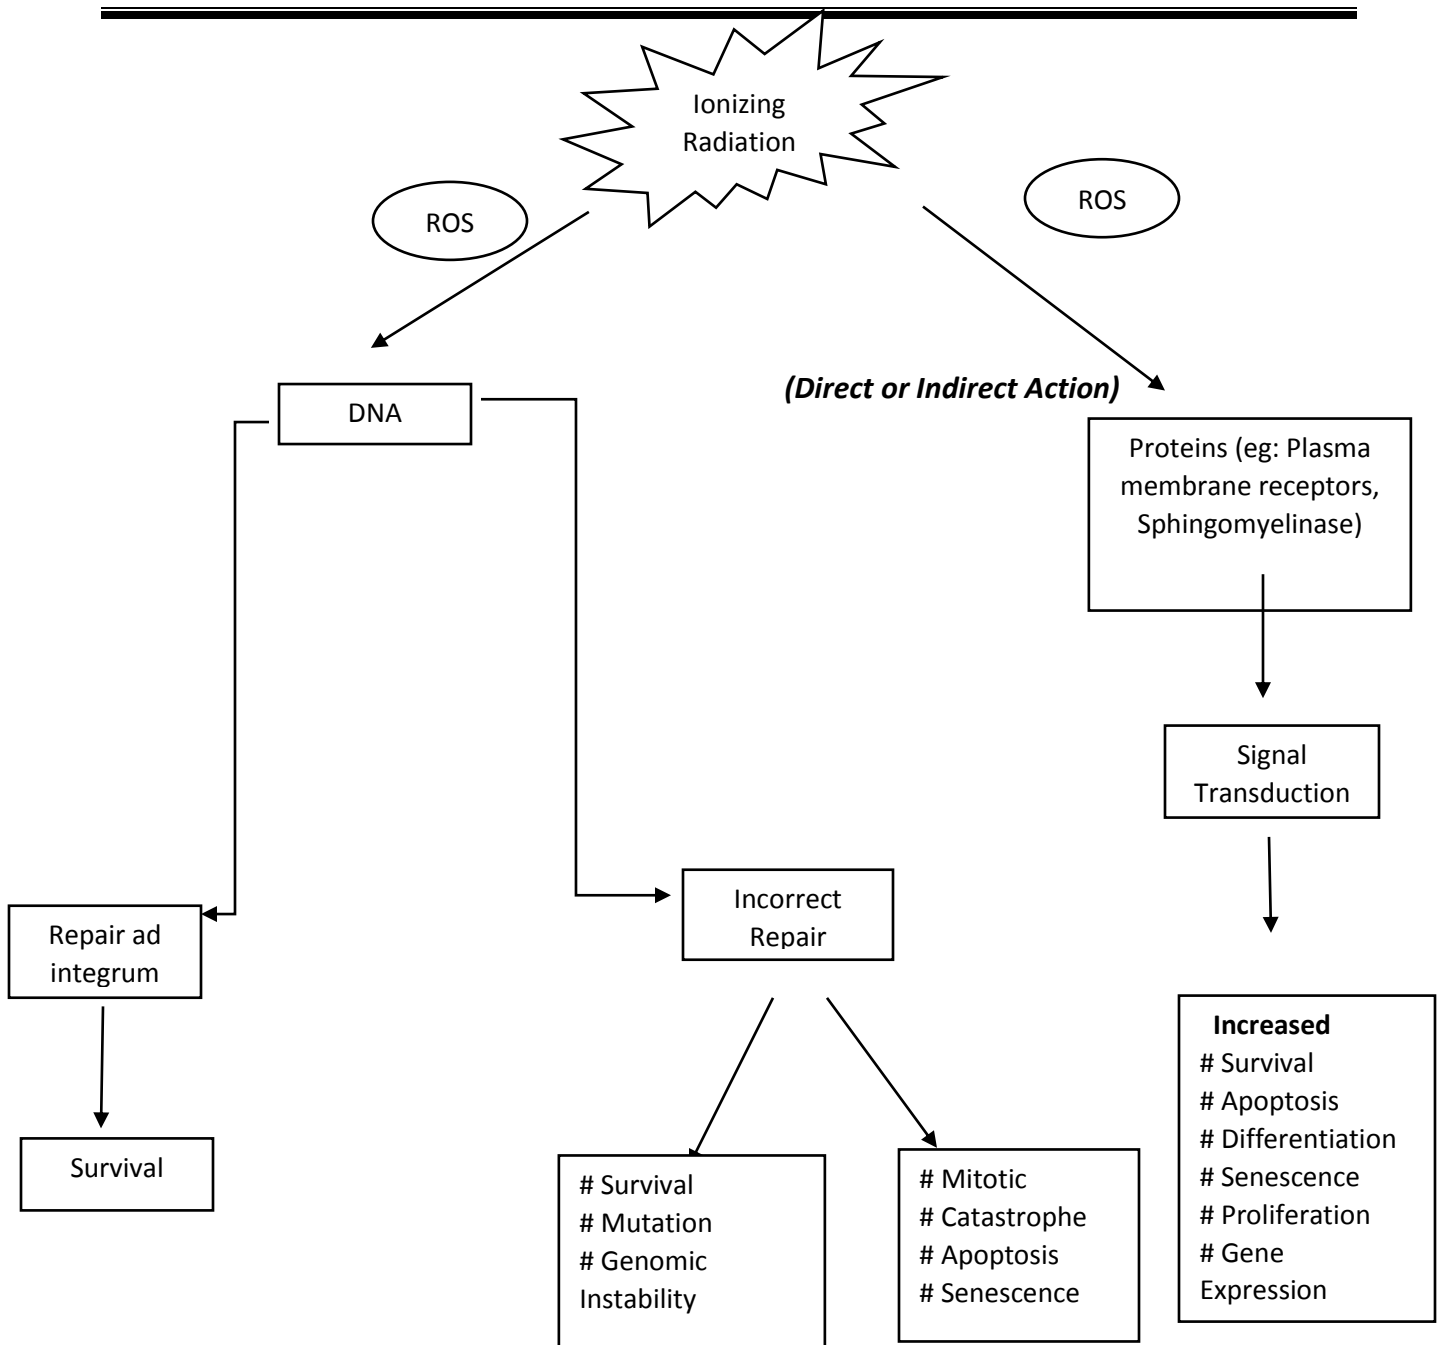 Ionizing
Radiation
ROS
ROS
(Direct or Indirect Action)
DNA
Proteins (eg: Plasma
membrane receptors,
Sphingomyelinase)
Signal
Transduction
Incorrect
Repair
Repair ad
integrum
Survival
# Survival
# Mutation
# Genomic
Instability
# Mitotic
# Catastrophe
# Apoptosis
# Senescence
Increased
# Survival
# Apoptosis
# Differentiation
# Senescence
# Proliferation
# Gene
Expression